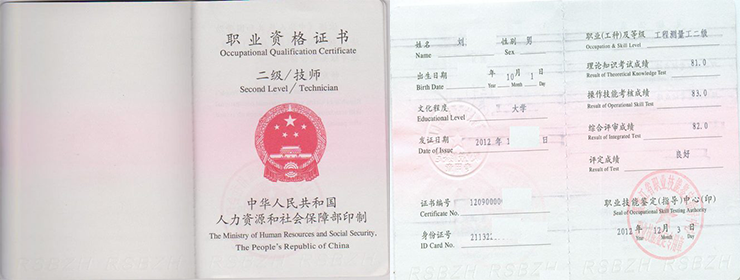 职业资格证书
Occupational Qualification Certificate
二级/技师
Second Level/Technician
中华人民共和国
人力资源和社会保障部印制
The Ministry of Human Resources and Social Security,
The People's Republic of China
姓名 刘 性别 男
Name Sex
出生日期 年 10月 1日
Birth Date Year Month Day
文化程度 大学
Educational Level
发证日期 2012 年
Date of Issue
证书编号 12090000
Certificate No.
身份证号 21132
ID Card No.
职业(工种)及等级 工程测量工二级
Occupation & Skill Level
理论知识考试成绩 81.0
Result of Theoretical Knowledge Test
操作技能考核成绩 83.0
Result of Operational Skill Test
综合评审成绩 82.0
Result of Integrated Test
评定成绩 良好
Result of Test
职业技能鉴定(指导)中心(印)
Seal of Occupational Skill Testing Authority
2012 年 12 月 3 日
Year Month Day